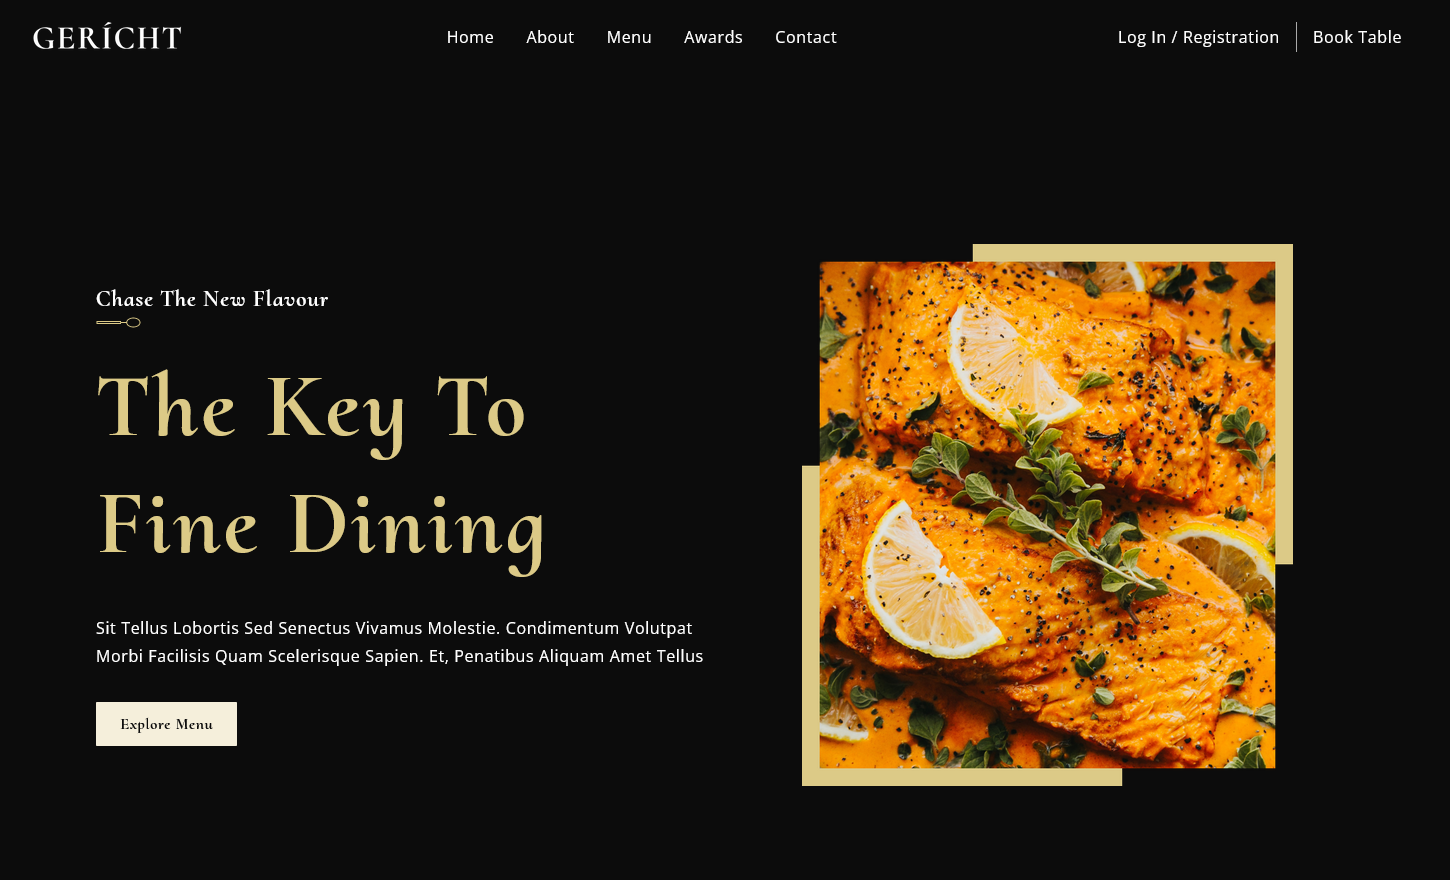 GERÍCHT
Home
About
Menu
Awards
Contact
Log In / Registration
Book Table
Chase The New Flavour
The Key To
Fine Dining
Sit Tellus Lobortis Sed Senectus Vivamus Molestie. Condimentum Volutpat
Morbi Facilisis Quam Scelerisque Sapien. Et, Penatibus Aliquam Amet Tellus
Explore Menu